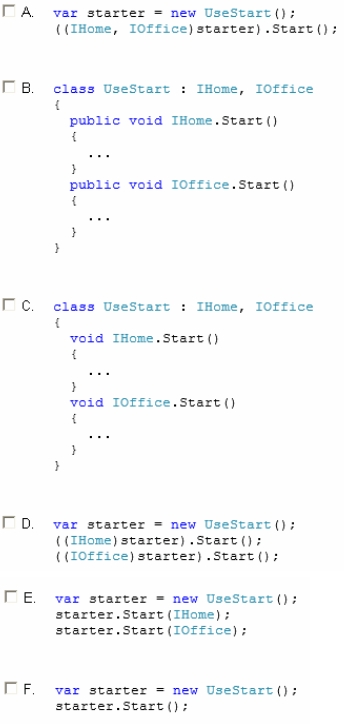 A. var starter = new UseStart();
((IHome, IOffice)starter).Start();
B. class UseStart : IHome, IOffice
{
public void IHome.Start()
{
...
}
public void IOffice.Start()
{
...
}
}
C. class UseStart : IHome, IOffice
{
void IHome.Start()
{
...
}
void IOffice.Start()
{
...
}
}
D. var starter = new UseStart();
((IHome)starter).Start();
((IOffice)starter).Start();
E. var starter = new UseStart();
starter.Start(IHome);
starter.Start(IOffice);
F. var starter = new UseStart();
starter.Start();